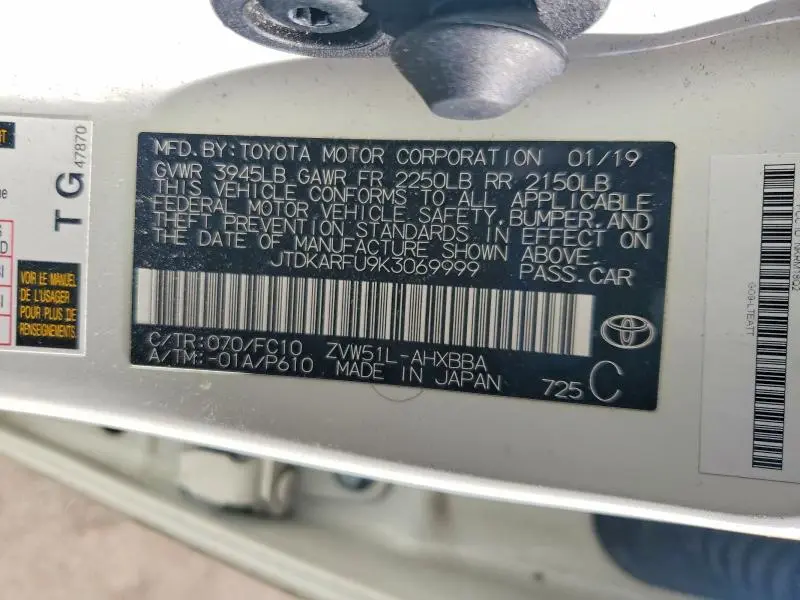 MFD.BY:TOYOTA MOTOR CORPORATION 01/19
GVWR 3945LB GAWR FR 2250LB RR 2150LB
THIS VEHICLE CONFORMS TO ALL APPLICABLE
FEDERAL MOTOR VEHICLE SAFETY, BUMPER, AND
THEFT PREVENTION STANDARDS IN EFFECT ON
THE DATE OF MANUFACTURE SHOWN ABOVE.
JTDKARFU9K3069999 PASS.CAR
C/TR:070/FC10 ZVW51L-AHXBBA
A/TM:-01A/P610 MADE IN JAPAN 725 C
TG 47870
VOIR LE MANUEL
DE L'USAGER
POUR PLUS DE
RENSEIGNEMENTS
G09-LTEATT